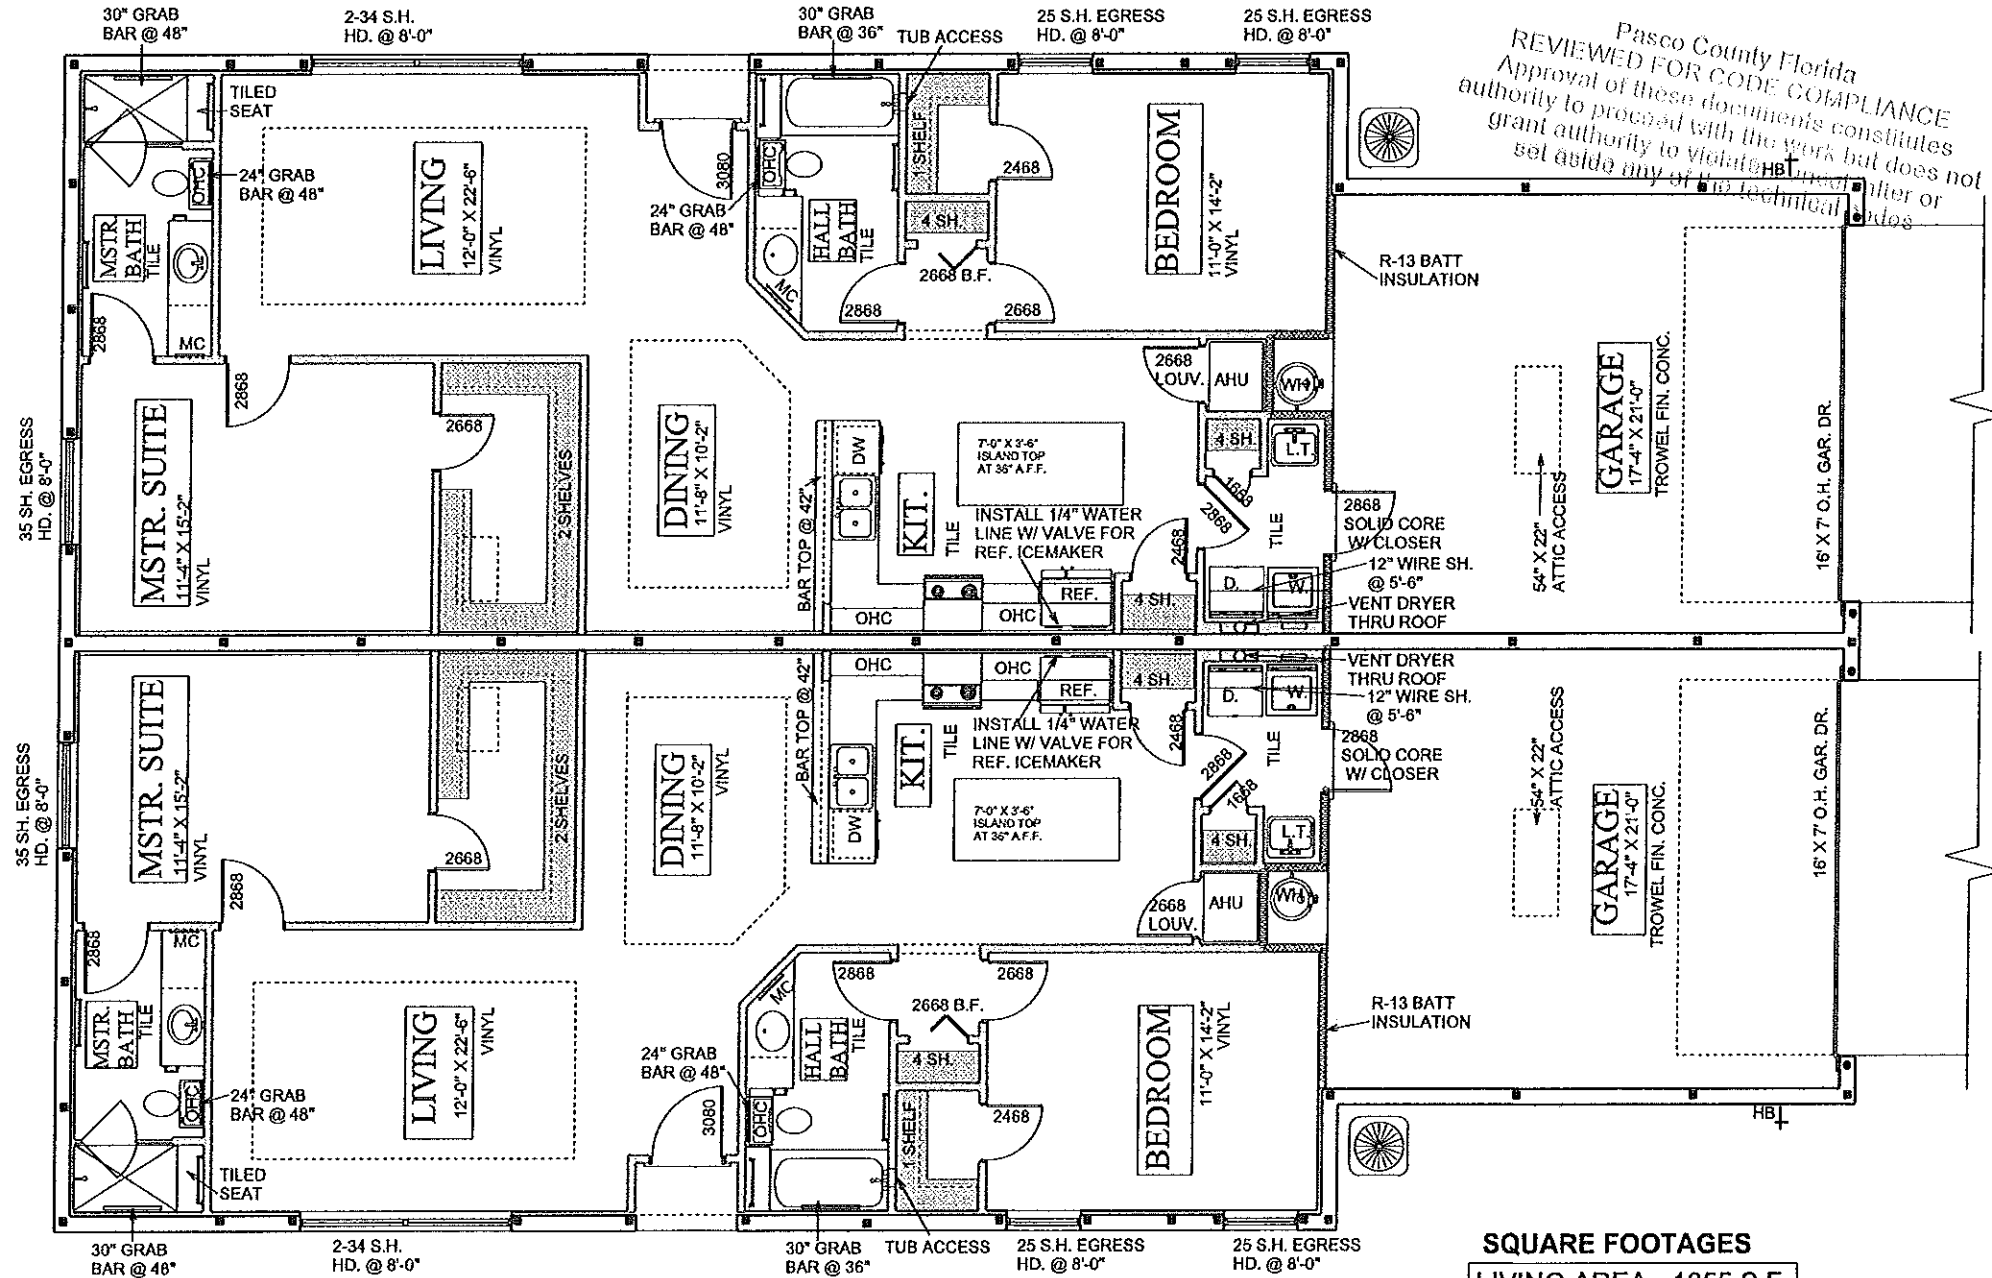 30" GRAB
BAR @ 48"
2-34 S.H.
HD. @ 8'-0"
30" GRAB
BAR @ 36"
TUB ACCESS
25 S.H. EGRESS
HD. @ 8'-0"
25 S.H. EGRESS
HD. @ 8'-0"
Pasco County Florida
REVIEWED FOR CODE COMPLIANCE
Approval of these documents constitutes
authority to proceed with the work but does not
grant authority to violate alter or
set aside any of the technical codes
HB
TILED
SEAT
24" GRAB
BAR @ 48"
OHC
MSTR.
BATH
TILE
MC
2868
LIVING
12'-0" X 22'-6"
VINYL
3080
OHC
24" GRAB
BAR @ 48"
HALL
BATH
TILE
MC
1 SHELF
4 SH.
2668 B.F.
2468
2868
2668
BEDROOM
11'-0" X 14'-2"
VINYL
R-13 BATT
INSULATION
35 SH. EGRESS
HD. @ 8'-0"
MSTR. SUITE
11'-4" X 15'-2"
VINYL
2868
2668
2 SHELVES
DINING
11'-8" X 10'-2"
VINYL
BAR TOP @ 42"
DW
KIT.
TILE
7'-0" X 3'-6"
ISLAND TOP
AT 36" A.F.F.
INSTALL 1/4" WATER
LINE W/ VALVE FOR
REF. ICEMAKER
OHC
OHC
REF.
2668
LOUV.
AHU
WH
4 SH.
L.T.
1668
2868
2468
TILE
4 SH.
D.
W.
2868
SOLID CORE
W/ CLOSER
12" WIRE SH.
@ 5'-6"
VENT DRYER
THRU ROOF
54" X 22"
ATTIC ACCESS
GARAGE
17'-4" X 21'-0"
TROWEL FIN. CONC.
16' X 7' O.H. GAR. DR.
35 SH. EGRESS
HD. @ 8'-0"
MSTR. SUITE
11'-4" X 15'-2"
VINYL
2868
2668
2 SHELVES
DINING
11'-8" X 10'-2"
VINYL
BAR TOP @ 42"
OHC
OHC
REF.
KIT.
TILE
INSTALL 1/4" WATER
LINE W/ VALVE FOR
REF. ICEMAKER
DW
7'-0" X 3'-6"
ISLAND TOP
AT 36" A.F.F.
4 SH.
2468
D.
W.
TILE
2868
1668
4 SH.
L.T.
2668
LOUV.
AHU
WH
VENT DRYER
THRU ROOF
12" WIRE SH.
@ 5'-6"
2868
SOLID CORE
W/ CLOSER
54" X 22"
ATTIC ACCESS
GARAGE
17'-4" X 21'-0"
TROWEL FIN. CONC.
16' X 7' O.H. GAR. DR.
2868
MC
MSTR.
BATH
TILE
OHC
24" GRAB
BAR @ 48"
TILED
SEAT
LIVING
12'-0" X 22'-6"
VINYL
3080
24" GRAB
BAR @ 48"
MC
HALL
BATH
TILE
OHC
2868
2668
2668 B.F.
4 SH.
1 SHELF
2468
BEDROOM
11'-0" X 14'-2"
VINYL
R-13 BATT
INSULATION
HB
30" GRAB
BAR @ 48"
2-34 S.H.
HD. @ 8'-0"
30" GRAB
BAR @ 36"
TUB ACCESS
25 S.H. EGRESS
HD. @ 8'-0"
25 S.H. EGRESS
HD. @ 8'-0"
SQUARE FOOTAGES